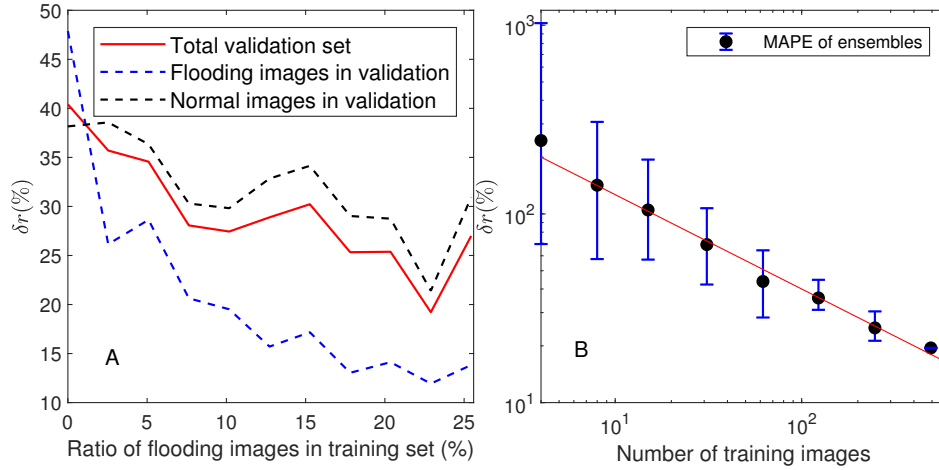 50
45
40
35
30
25
20
15
10
δr(%)
Total validation set
Flooding images in validation
Normal images in validation
A
0 5 10 15 20 25
Ratio of flooding images in training set (%)
10³
10²
10¹
δr(%)
MAPE of ensembles
B
10¹ 10²
Number of training images